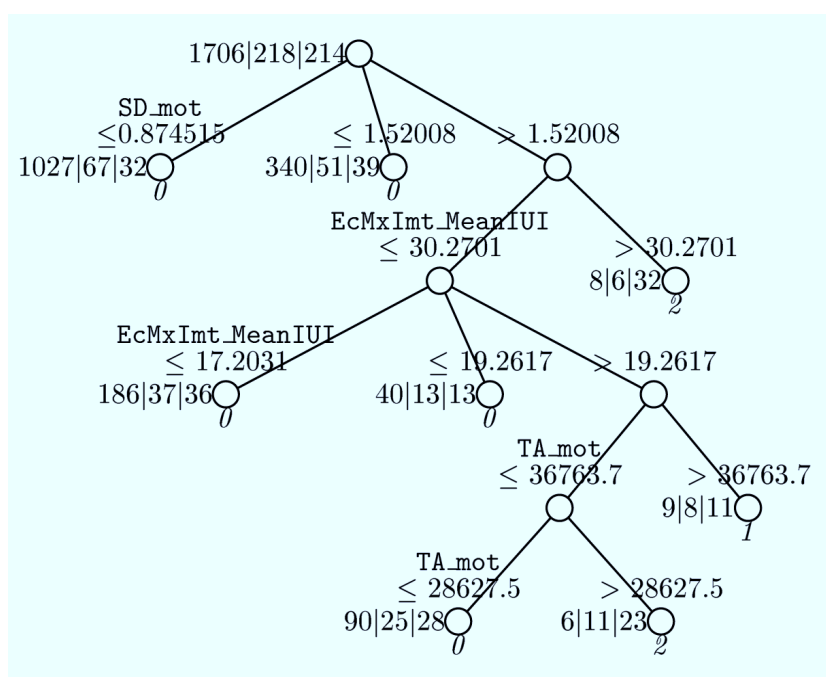 1706|218|214
SD_mot
≤0.874515 ≤ 1.52008 > 1.52008
1027|67|32 340|51|39
0 0
EcMxImt_MeanIUI
≤ 30.2701 > 30.2701
8|6|32
2
EcMxImt_MeanIUI
≤ 17.2031 ≤ 19.2617 > 19.2617
186|37|36 40|13|13
0 0
TA_mot
≤ 36763.7 > 36763.7
9|8|11
1
TA_mot
≤ 28627.5 > 28627.5
90|25|28 6|11|23
0 2